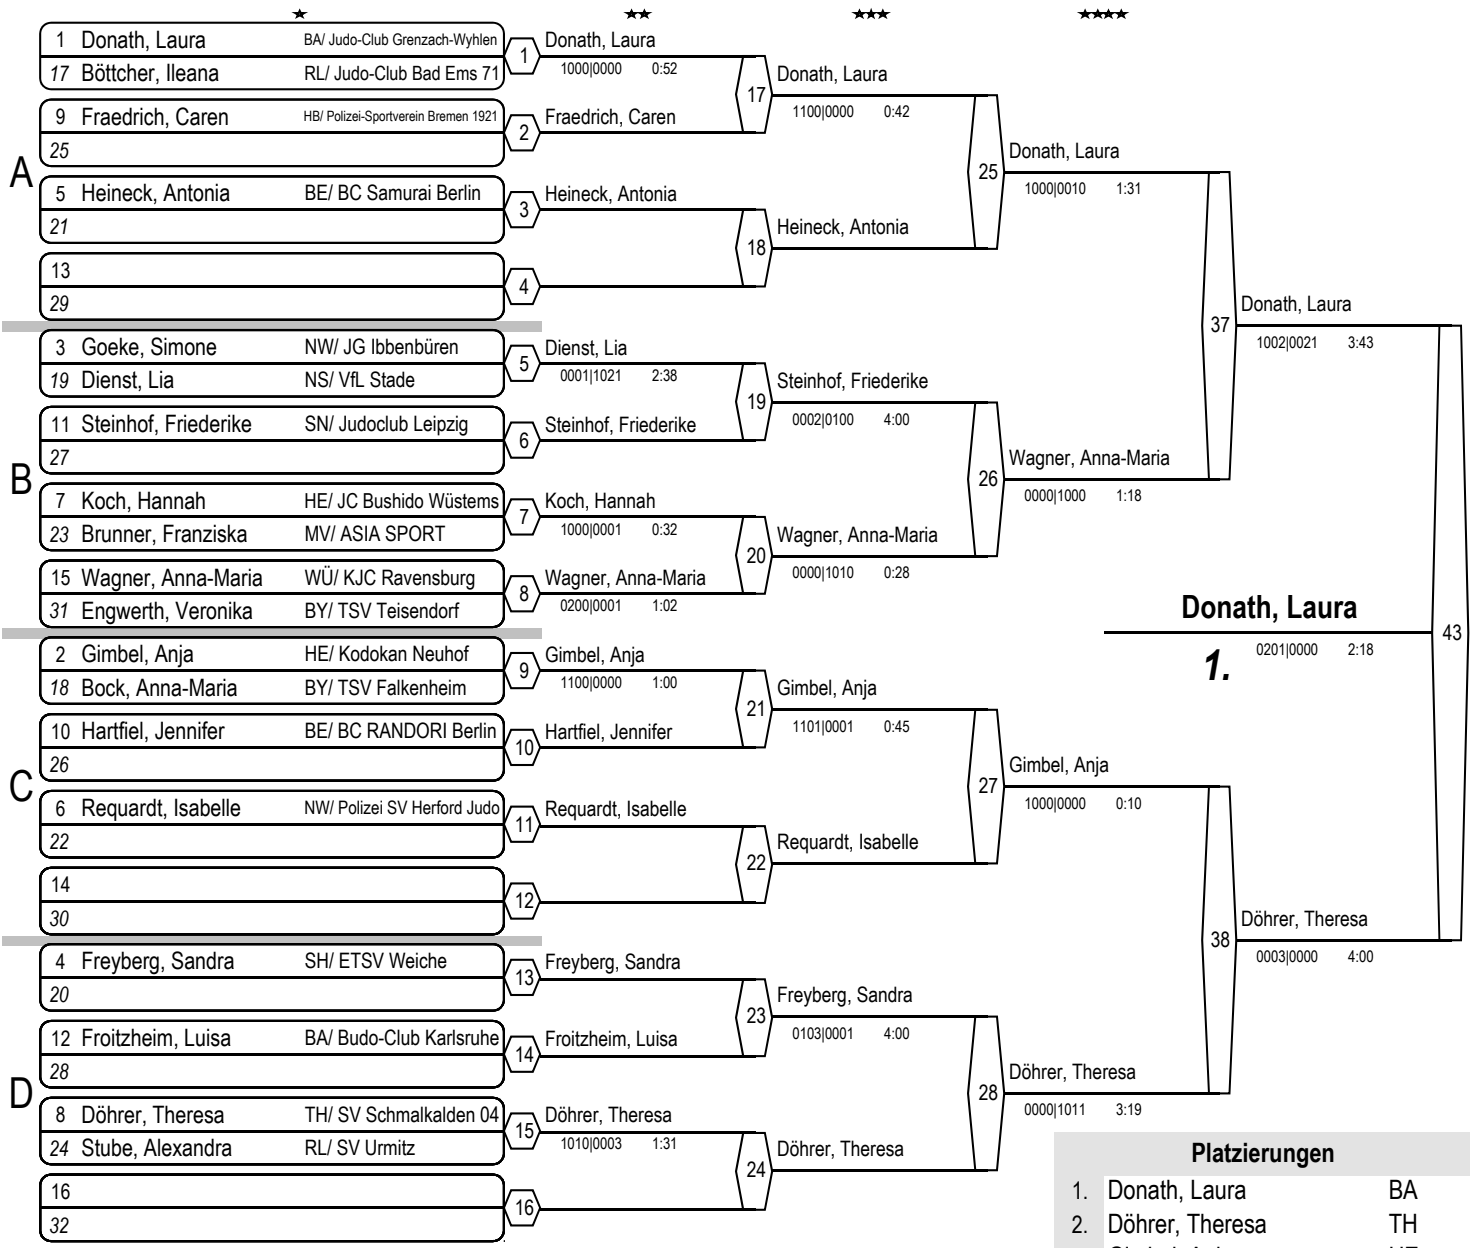 1 Donath, Laura BA/ Judo-Club Grenzach-Wyhlen
17 Böttcher, Ileana RL/ Judo-Club Bad Ems 71
9 Fraedrich, Caren HB/ Polizei-Sportverein Bremen 1921
25
A
5 Heineck, Antonia BE/ BC Samurai Berlin
21
13
29
3 Goeke, Simone NW/ JG Ibbenbüren
19 Dienst, Lia NS/ VfL Stade
11 Steinhof, Friederike SN/ Judoclub Leipzig
27
B
7 Koch, Hannah HE/ JC Bushido Wüstems
23 Brunner, Franziska MV/ ASIA SPORT
15 Wagner, Anna-Maria WÜ/ KJC Ravensburg
31 Engwerth, Veronika BY/ TSV Teisendorf
2 Gimbel, Anja HE/ Kodokan Neuhof
18 Bock, Anna-Maria BY/ TSV Falkenheim
10 Hartfiel, Jennifer BE/ BC RANDORI Berlin
26
C
6 Requardt, Isabelle NW/ Polizei SV Herford Judo
22
14
30
4 Freyberg, Sandra SH/ ETSV Weiche
20
12 Froitzheim, Luisa BA/ Budo-Club Karlsruhe
28
D
8 Döhrer, Theresa TH/ SV Schmalkalden 04
24 Stube, Alexandra RL/ SV Urmitz
16
32
1 Donath, Laura
1000|0000 0:52
2 Fraedrich, Caren
3 Heineck, Antonia
4
5 Dienst, Lia
0001|1021 2:38
6 Steinhof, Friederike
7 Koch, Hannah
1000|0001 0:32
8 Wagner, Anna-Maria
0200|0001 1:02
9 Gimbel, Anja
1100|0000 1:00
10 Hartfiel, Jennifer
11 Requardt, Isabelle
12
13 Freyberg, Sandra
14 Froitzheim, Luisa
15 Döhrer, Theresa
1010|0003 1:31
16
17 Donath, Laura
1100|0000 0:42
18 Heineck, Antonia
19 Steinhof, Friederike
0002|0100 4:00
20 Wagner, Anna-Maria
0000|1010 0:28
21 Gimbel, Anja
1101|0001 0:45
22 Requardt, Isabelle
23 Freyberg, Sandra
0103|0001 4:00
24 Döhrer, Theresa
25 Donath, Laura
1000|0010 1:31
26 Wagner, Anna-Maria
0000|1000 1:18
27 Gimbel, Anja
1000|0000 0:10
28 Döhrer, Theresa
0000|1011 3:19
37 Donath, Laura
1002|0021 3:43
38 Döhrer, Theresa
0003|0000 4:00
Donath, Laura
43
1. 0201|0000 2:18
Platzierungen
1. Donath, Laura BA
2. Döhrer, Theresa TH